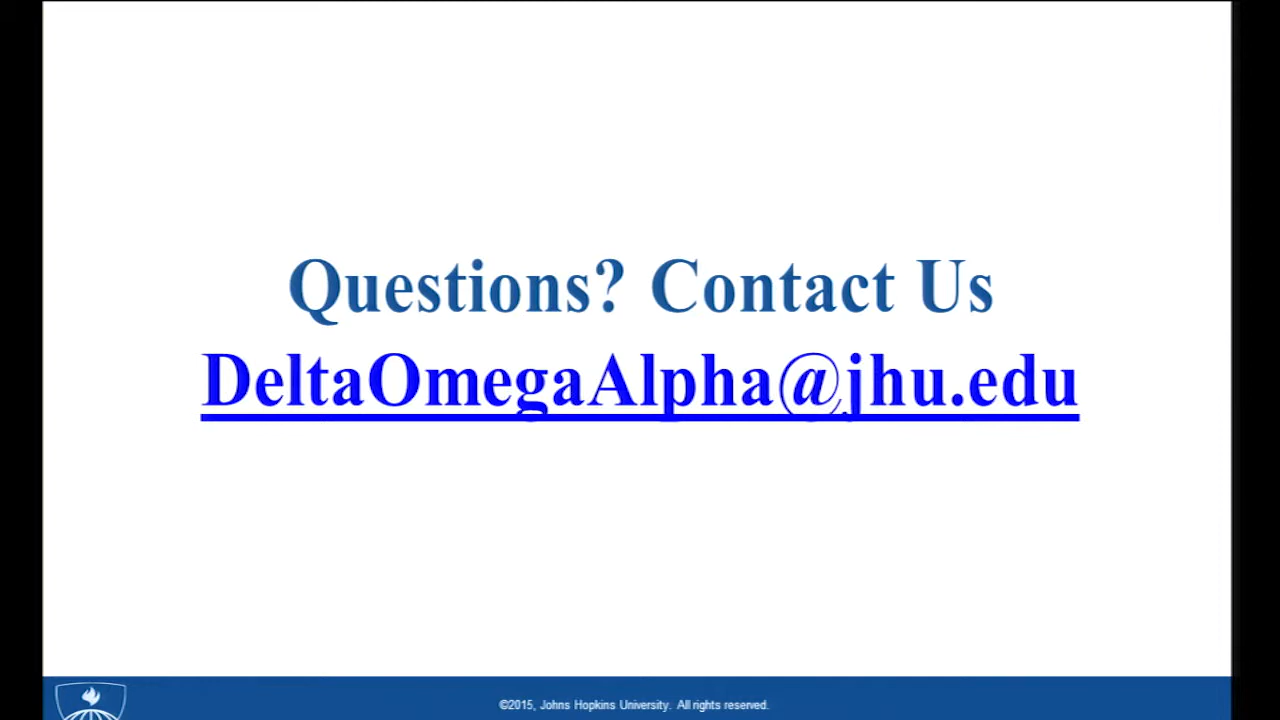 Questions? Contact Us
DeltaOmegaAlpha@jhu.edu
©2015, Johns Hopkins University. All rights reserved.